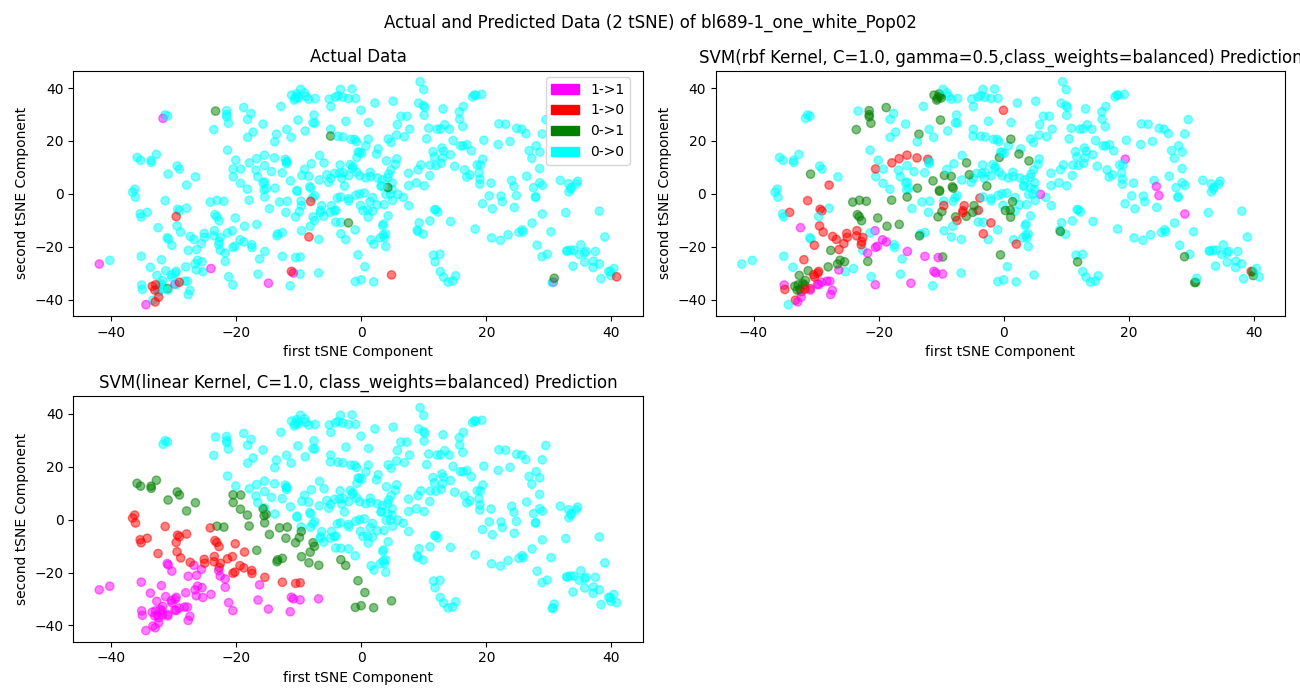 Actual and Predicted Data (2 tSNE) of bl689-1_one_white_Pop02
Actual Data
second tSNE Component
40
20
0
−20
−40
1->1
1->0
0->1
0->0
−40 −20 0 20 40
first tSNE Component
SVM(rbf Kernel, C=1.0, gamma=0.5,class_weights=balanced) Prediction
second tSNE Component
40
20
0
−20
−40
−40 −20 0 20 40
first tSNE Component
SVM(linear Kernel, C=1.0, class_weights=balanced) Prediction
second tSNE Component
40
20
0
−20
−40
−40 −20 0 20 40
first tSNE Component